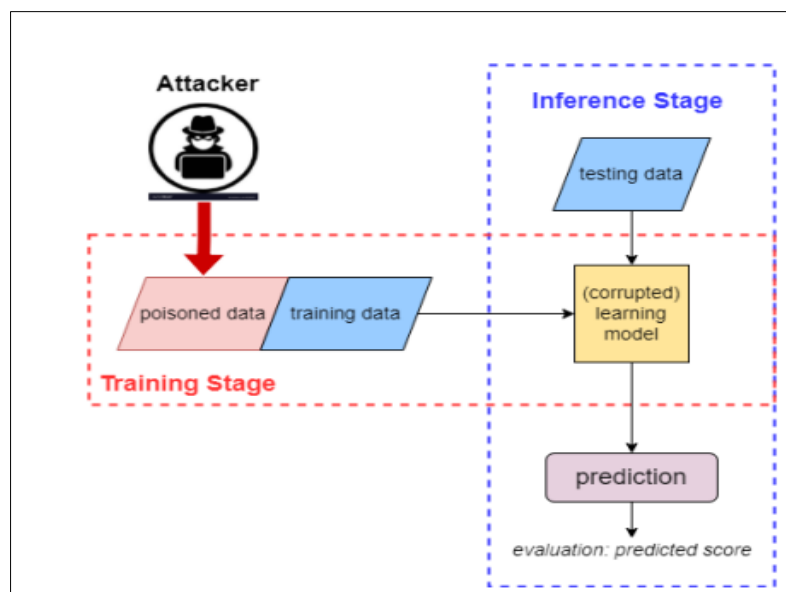 Attacker
Inference Stage
testing data
poisoned data
training data
(corrupted)
learning
model
Training Stage
prediction
evaluation: predicted score